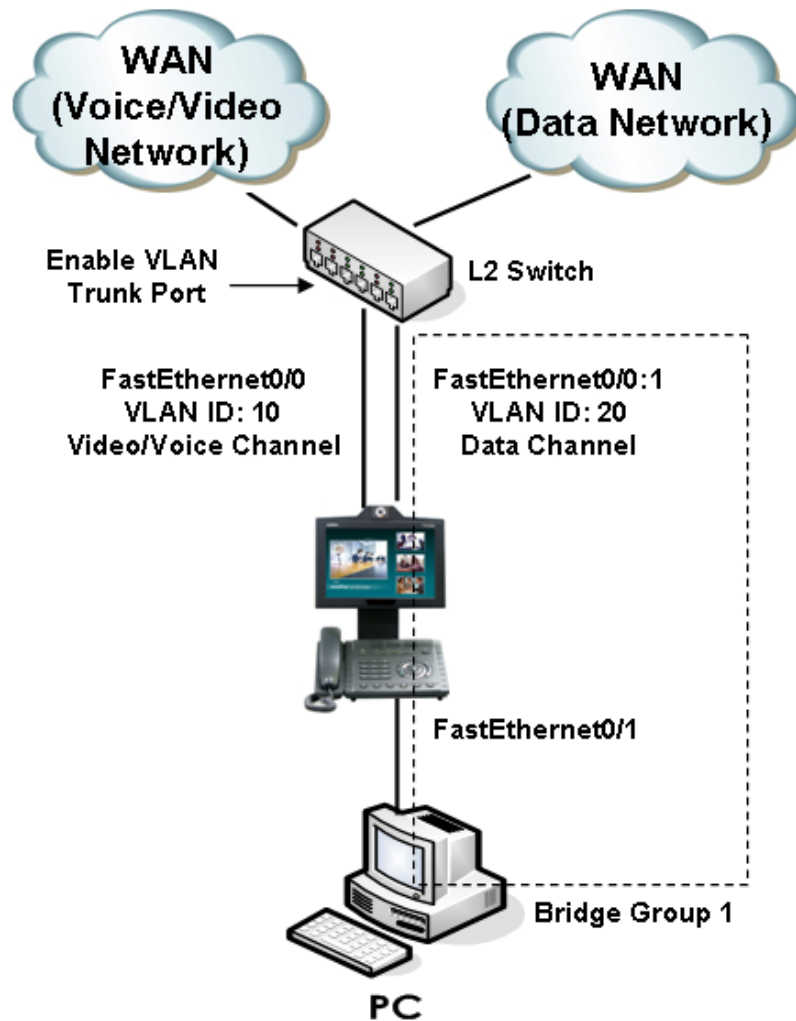 WAN
(Voice/Video
Network)
WAN
(Data Network)
Enable VLAN
Trunk Port
L2 Switch
FastEthernet0/0
VLAN ID: 10
Video/Voice Channel
FastEthernet0/0:1
VLAN ID: 20
Data Channel
FastEthernet0/1
Bridge Group 1
PC